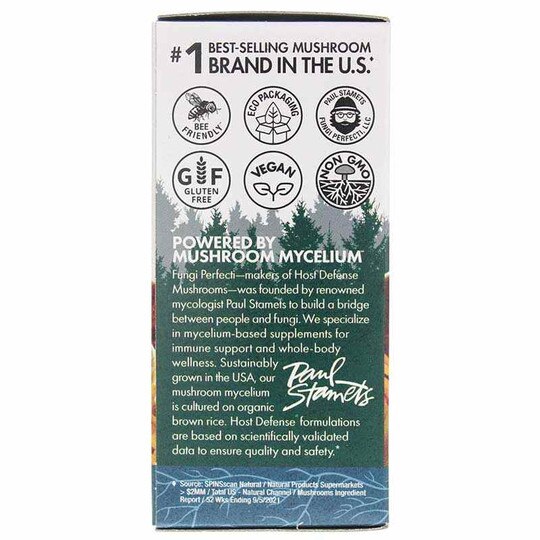 #1 BEST-SELLING MUSHROOM
BRAND IN THE U.S.♦
BEE FRIENDLY
ECO PACKAGING
PAUL STAMETS FUNGI PERFECTI, LLC
GF GLUTEN FREE
VEGAN
NON GMO
POWERED BY
MUSHROOM MYCELIUM
Fungi Perfecti—makers of Host Defense
Mushrooms—was founded by renowned
mycologist Paul Stamets to build a bridge
between people and fungi. We specialize
in mycelium-based supplements for
immune support and whole-body
wellness. Sustainably
grown in the USA, our
mushroom mycelium
is cultured on organic
brown rice. Host Defense® formulations
are based on scientifically validated
data to ensure quality and safety.*
Paul
Stamets
♦ Source: SPINSscan Natural / Natural Products Supermarkets
> $2MM / Total US - Natural Channel / Mushrooms Ingredient
Report / 52 Wks Ending 9/5/2021